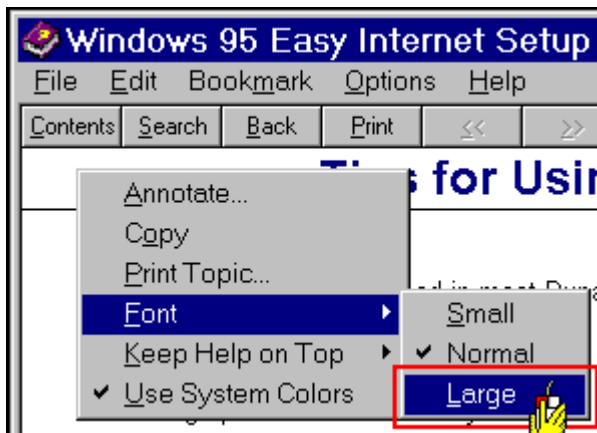 Windows 95 Easy Internet Setup
File Edit Bookmark Options Help
Contents Search Back Print << >>
for Usin
Annotate...
Copy
Print Topic...
Font
Keep Help on Top
Use System Colors
Small
Normal
Large